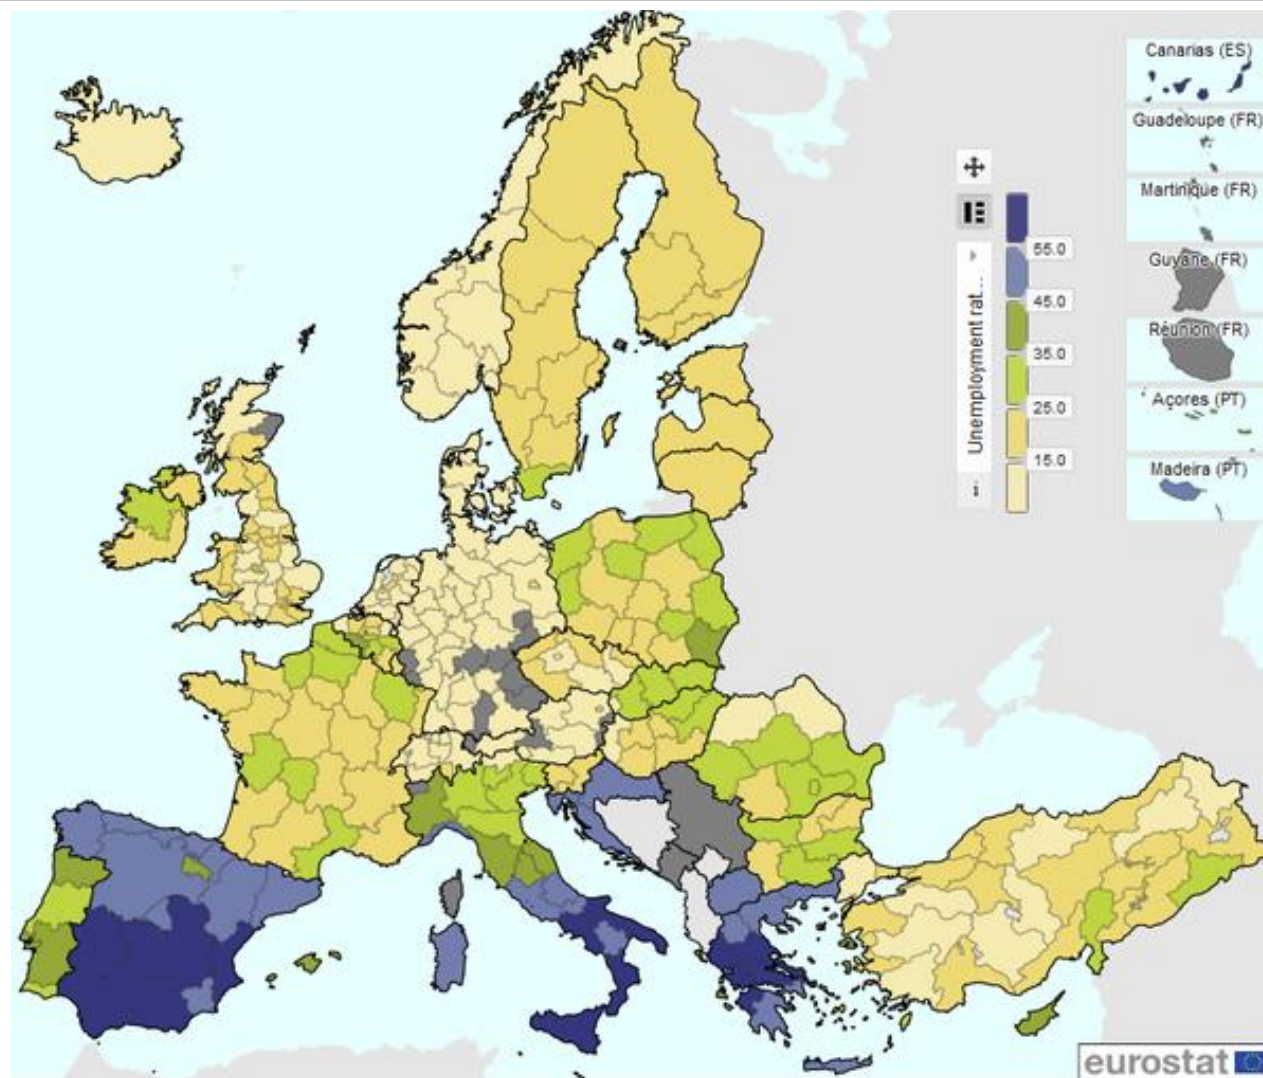 Canarias (ES)
Guadeloupe (FR)
Martinique (FR)
Guyane (FR)
Réunion (FR)
Açores (PT)
Madeira (PT)
Unemployment rat...
55.0
45.0
35.0
25.0
15.0
eurostat